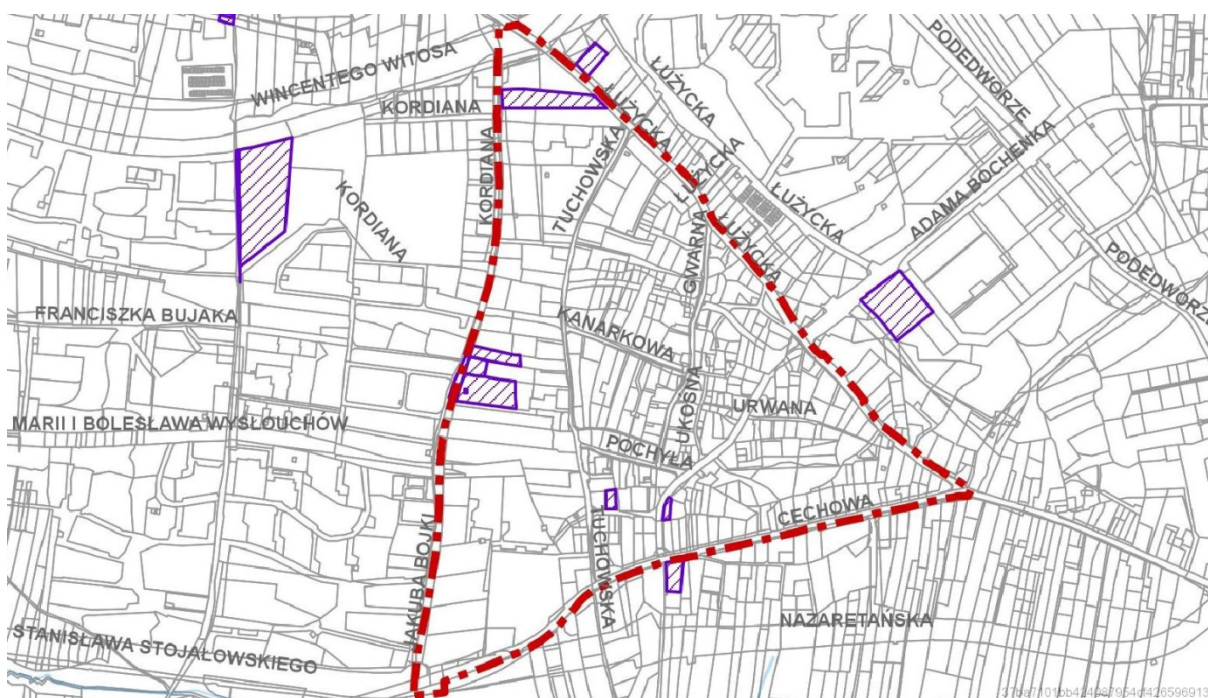 PODEDWORZE
ŁUŻYCKA
WINCENTEGO WITOSA
KORDIANA
ŁUŻYCKA
KORDIANA
TUCHOWSKA
ŁUŻYCKA
ŁUŻYCKA
ADAMA BOCHENKA
KORDIANA
GWARNA
ŁUŻYCKA
PODEDWORZE
FRANCISZKA BUJAKA
KANARKOWA
MARII I BOLESŁAWA WYSŁOUCHÓW
UKOŚNA
URWANA
POCHYŁA
CECHOWA
JAKUBA BOJKI
TUCHOWSKA
NAZARETAŃSKA
STANISŁAWA STOJAŁOWSKIEGO